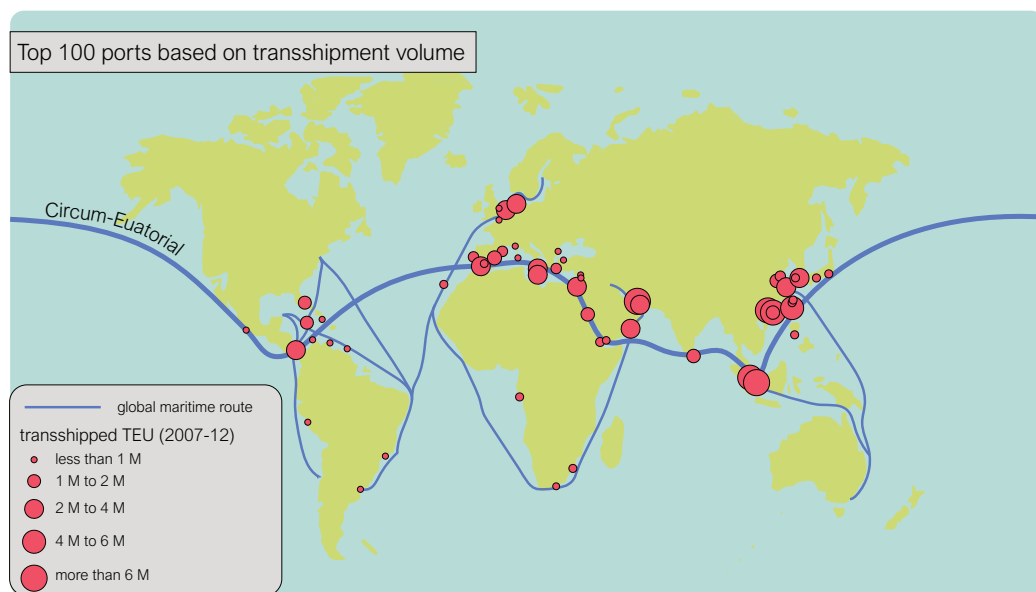 Top 100 ports based on transshipment volume
Circum-Euatorial
global maritime route
transshipped TEU (2007-12)
less than 1 M
1 M to 2 M
2 M to 4 M
4 M to 6 M
more than 6 M